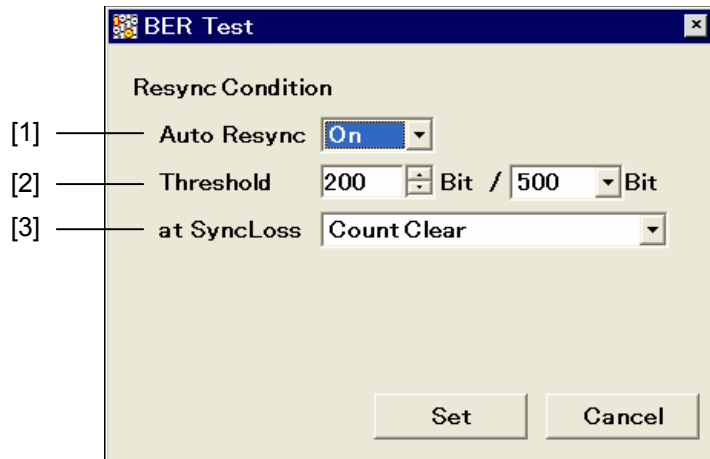 BER Test
Resync Condition
[1] Auto Resync On
[2] Threshold 200 Bit / 500 Bit
[3] at SyncLoss Count Clear
Set Cancel